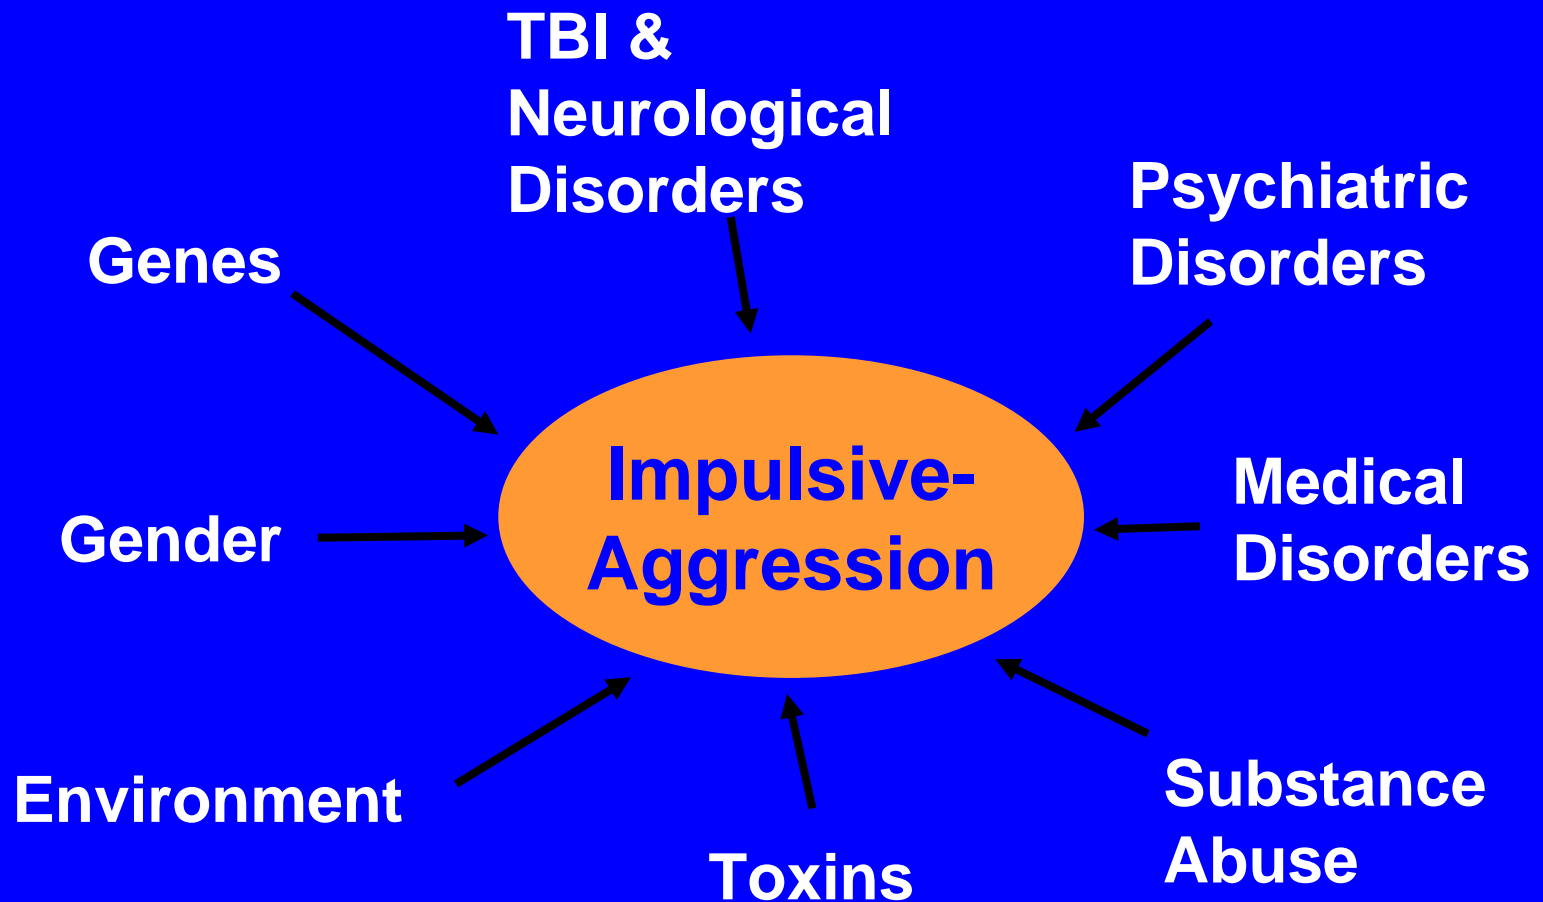 TBI &
Neurological
Disorders
Psychiatric
Disorders
Genes
Impulsive-
Aggression
Medical
Disorders
Gender
Environment
Substance
Abuse
Toxins